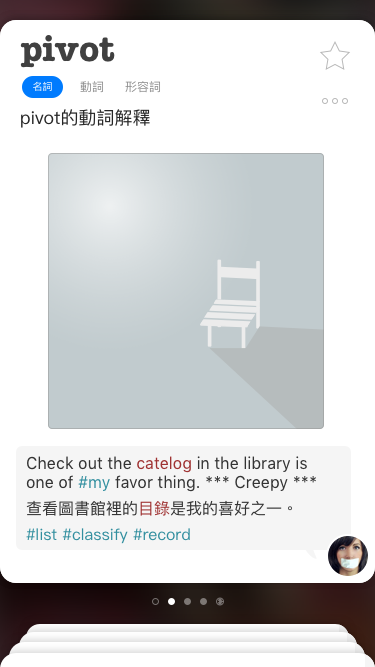 pivot
名詞 動詞 形容詞
pivot的動詞解釋
Check out the catelog in the library is
one of #my favor thing. *** Creepy ***
查看圖書館裡的目錄是我的喜好之一。
#list #classify #record